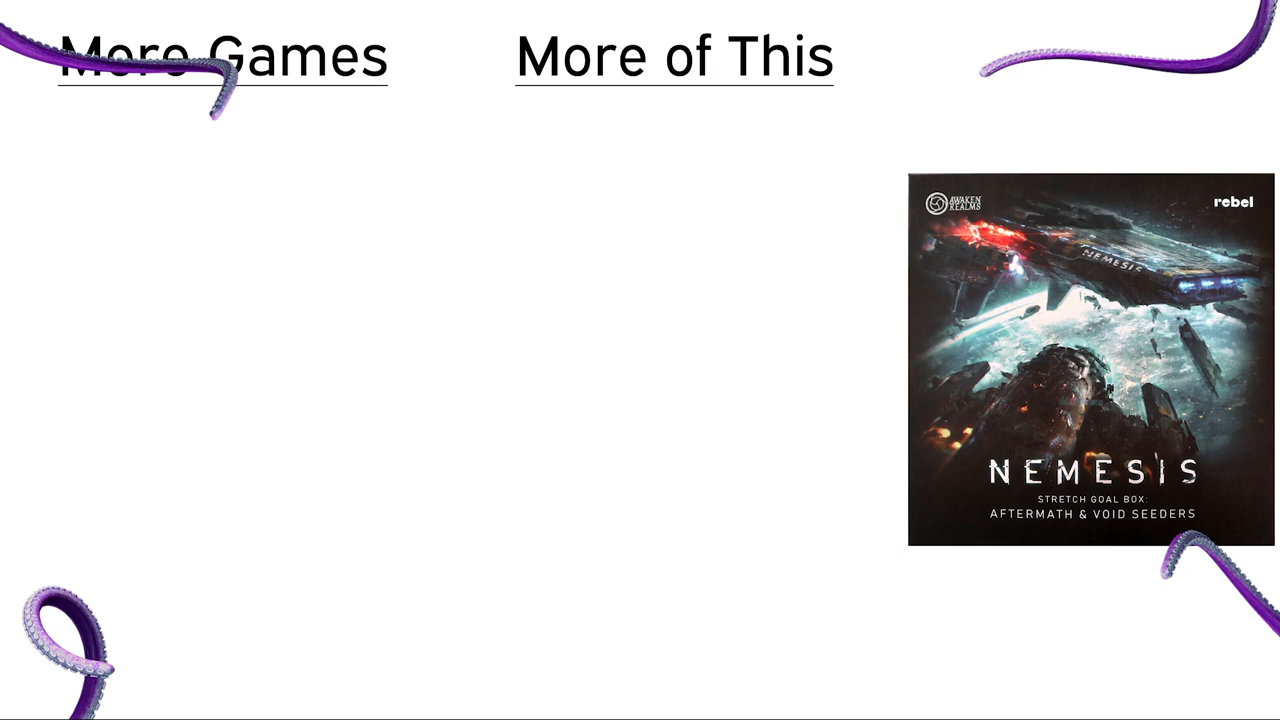 More Games
More of This
AWAKEN
REALMS
rebel
NEMESIS
NEMESIS
STRETCH GOAL BOX:
AFTERMATH & VOID SEEDERS